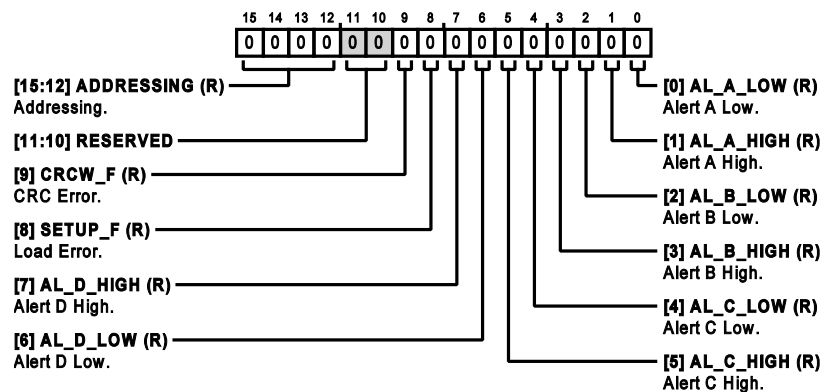 15 14 13 12 11 10 9 8 7 6 5 4 3 2 1 0
0 0 0 0 0 0 0 0 0 0 0 0 0 0 0 0
[15:12] ADDRESSING (R)
Addressing.
[11:10] RESERVED
[9] CRCW_F (R)
CRC Error.
[8] SETUP_F (R)
Load Error.
[7] AL_D_HIGH (R)
Alert D High.
[6] AL_D_LOW (R)
Alert D Low.
[0] AL_A_LOW (R)
Alert A Low.
[1] AL_A_HIGH (R)
Alert A High.
[2] AL_B_LOW (R)
Alert B Low.
[3] AL_B_HIGH (R)
Alert B High.
[4] AL_C_LOW (R)
Alert C Low.
[5] AL_C_HIGH (R)
Alert C High.